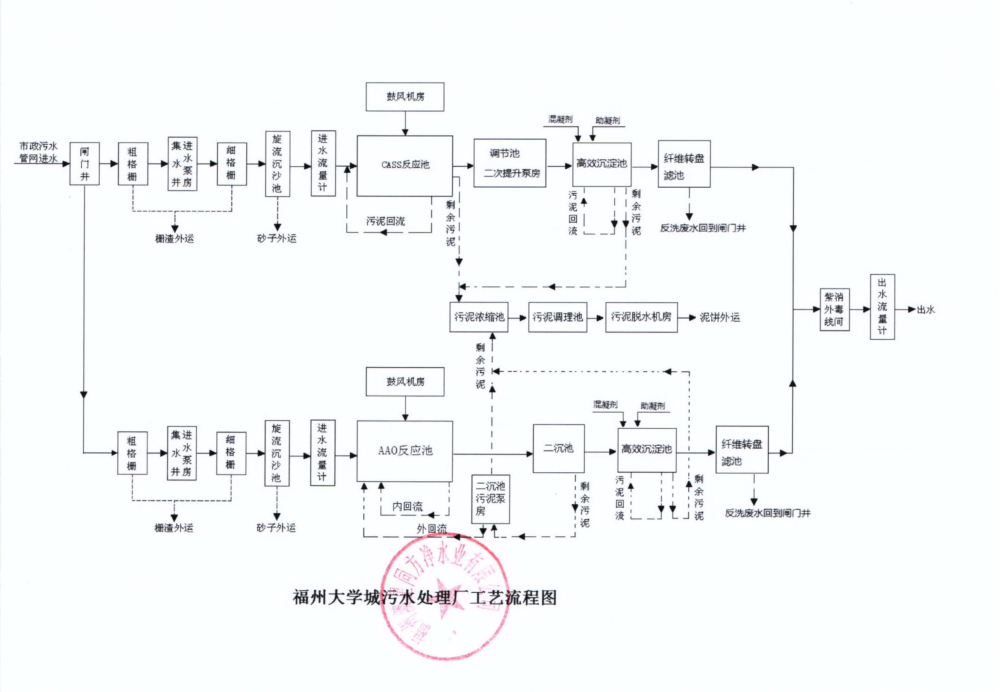 鼓风机房
混凝剂
助凝剂
市政污水
管网进水
闸门井
粗格栅
集水井
进水泵房
细格栅
旋流沉沙池
进水流量计
CASS反应池
调节池
二次提升泵房
高效沉淀池
纤维转盘
滤池
栅渣外运
砂子外运
污泥回流
剩余污泥
污泥回流
剩余污泥
反洗废水回到闸门井
污泥浓缩池
污泥调理池
污泥脱水机房
泥饼外运
紫外线
消毒间
出水流量计
出水
剩余污泥
鼓风机房
混凝剂
助凝剂
粗格栅
集水井
进水泵房
细格栅
旋流沉沙池
进水流量计
AAO反应池
二沉池
高效沉淀池
纤维转盘
滤池
二沉池
污泥泵
房
内回流
外回流
剩余污泥
污泥回流
剩余污泥
栅渣外运
砂子外运
反洗废水回到闸门井
福州大学城污水处理厂工艺流程图